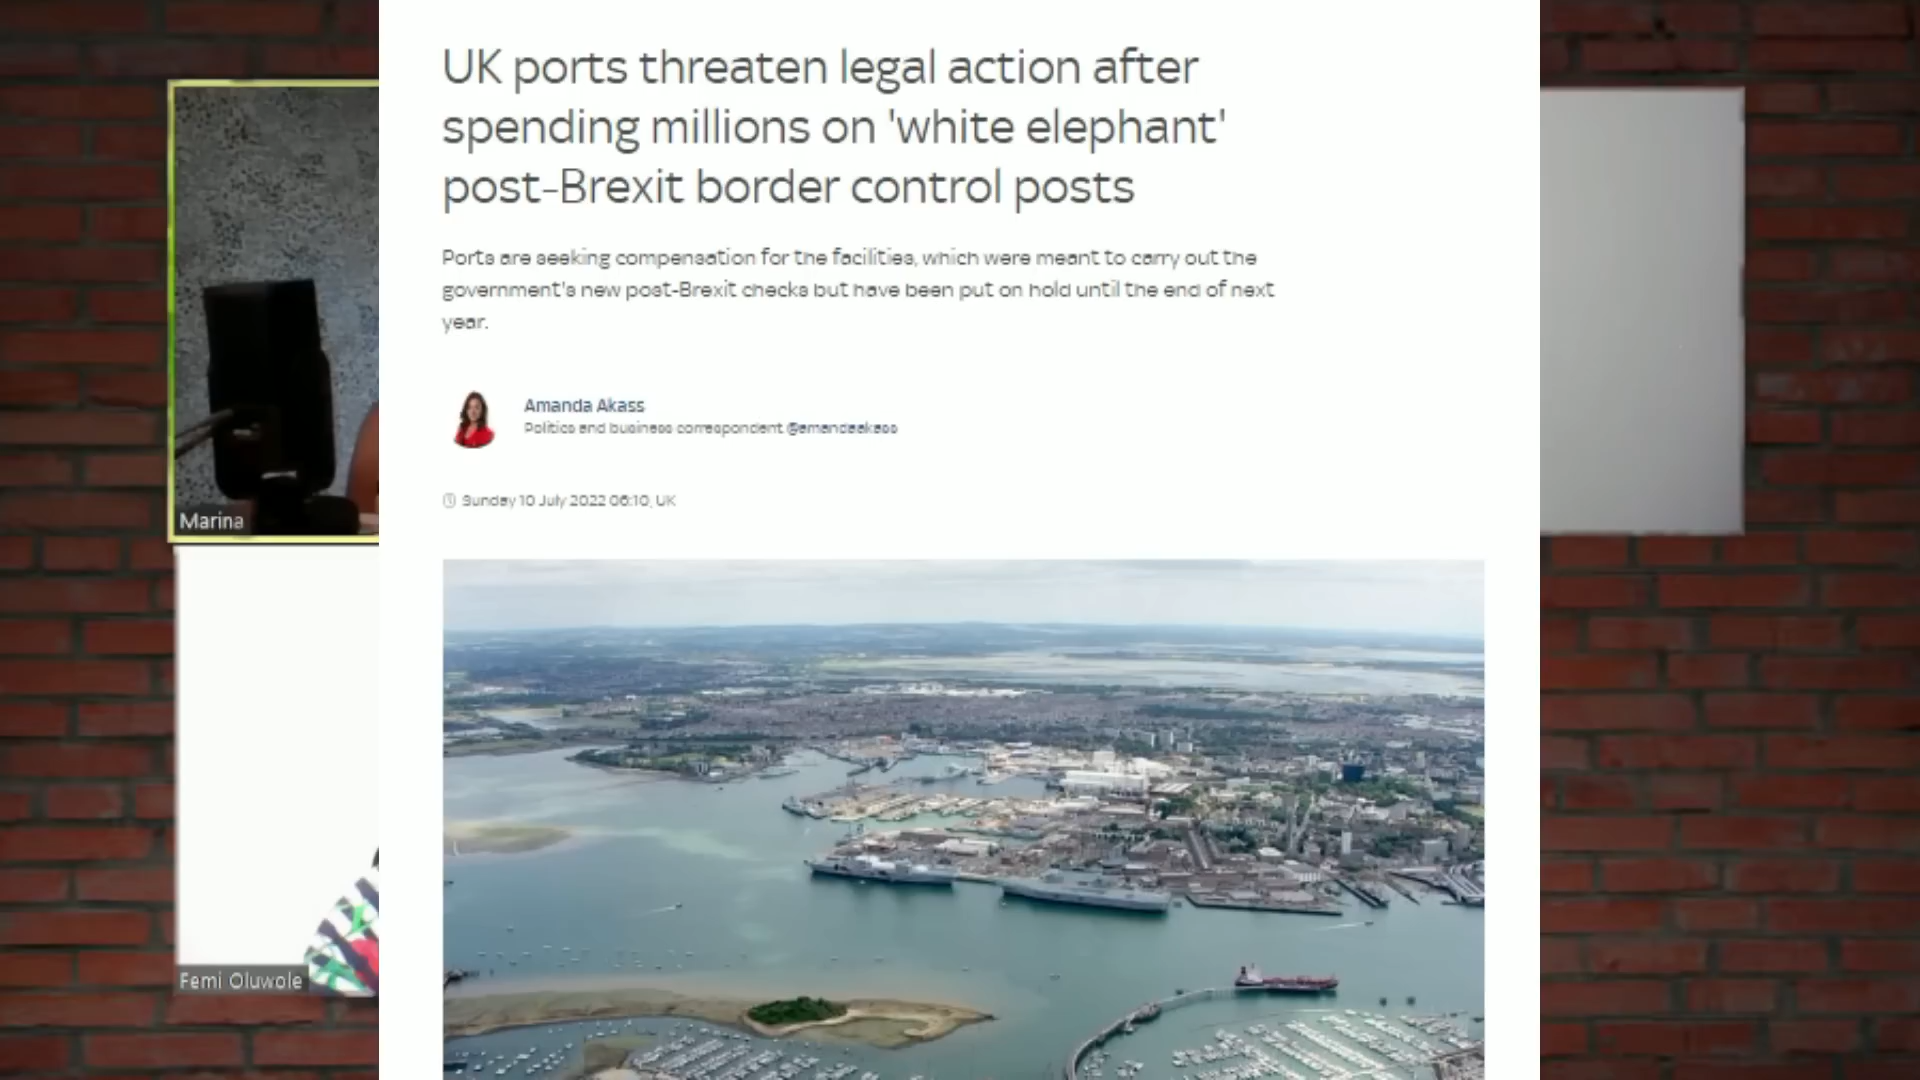 UK ports threaten legal action after
spending millions on 'white elephant'
post-Brexit border control posts
Ports are seeking compensation for the facilities, which were meant to carry out the
government's new post-Brexit checks but have been put on hold until the end of next
year.
Amanda Akass
Politics and business correspondent @amandaakass
Sunday 10 July 2022 06:10, UK
Marina
Femi Oluwole